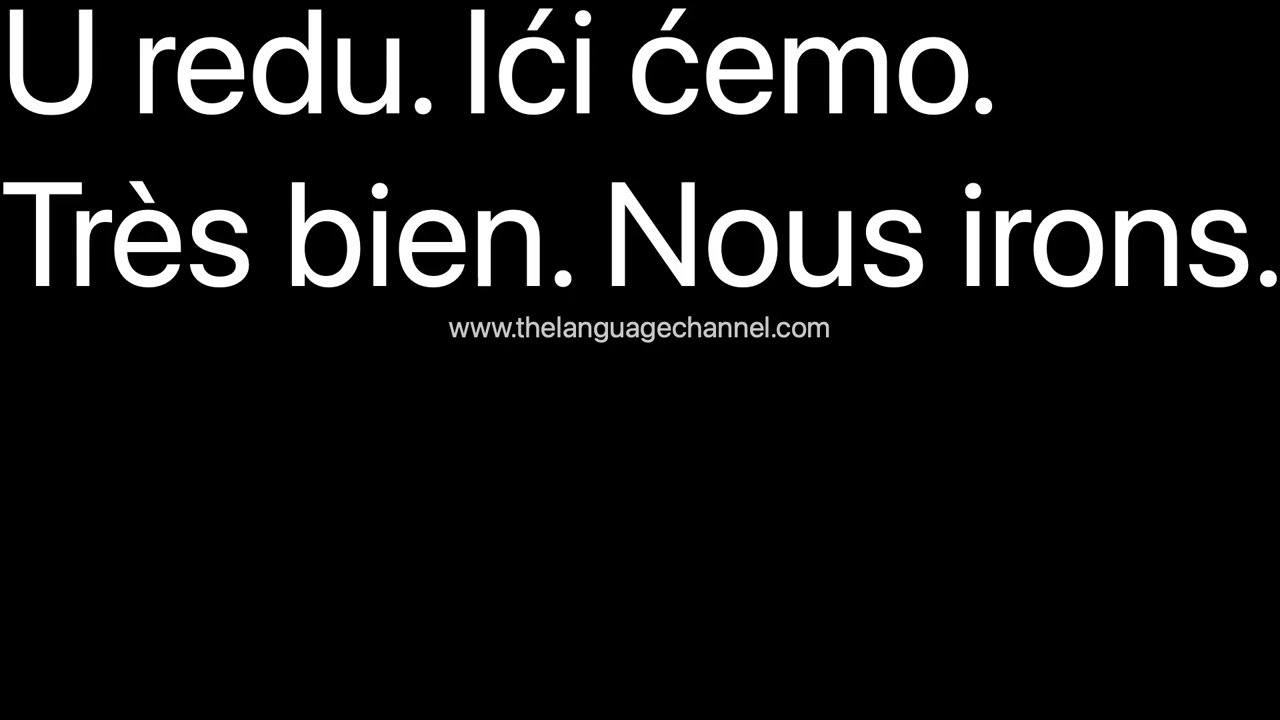 U redu. Ići ćemo.
Très bien. Nous irons.
www.thelanguagechannel.com